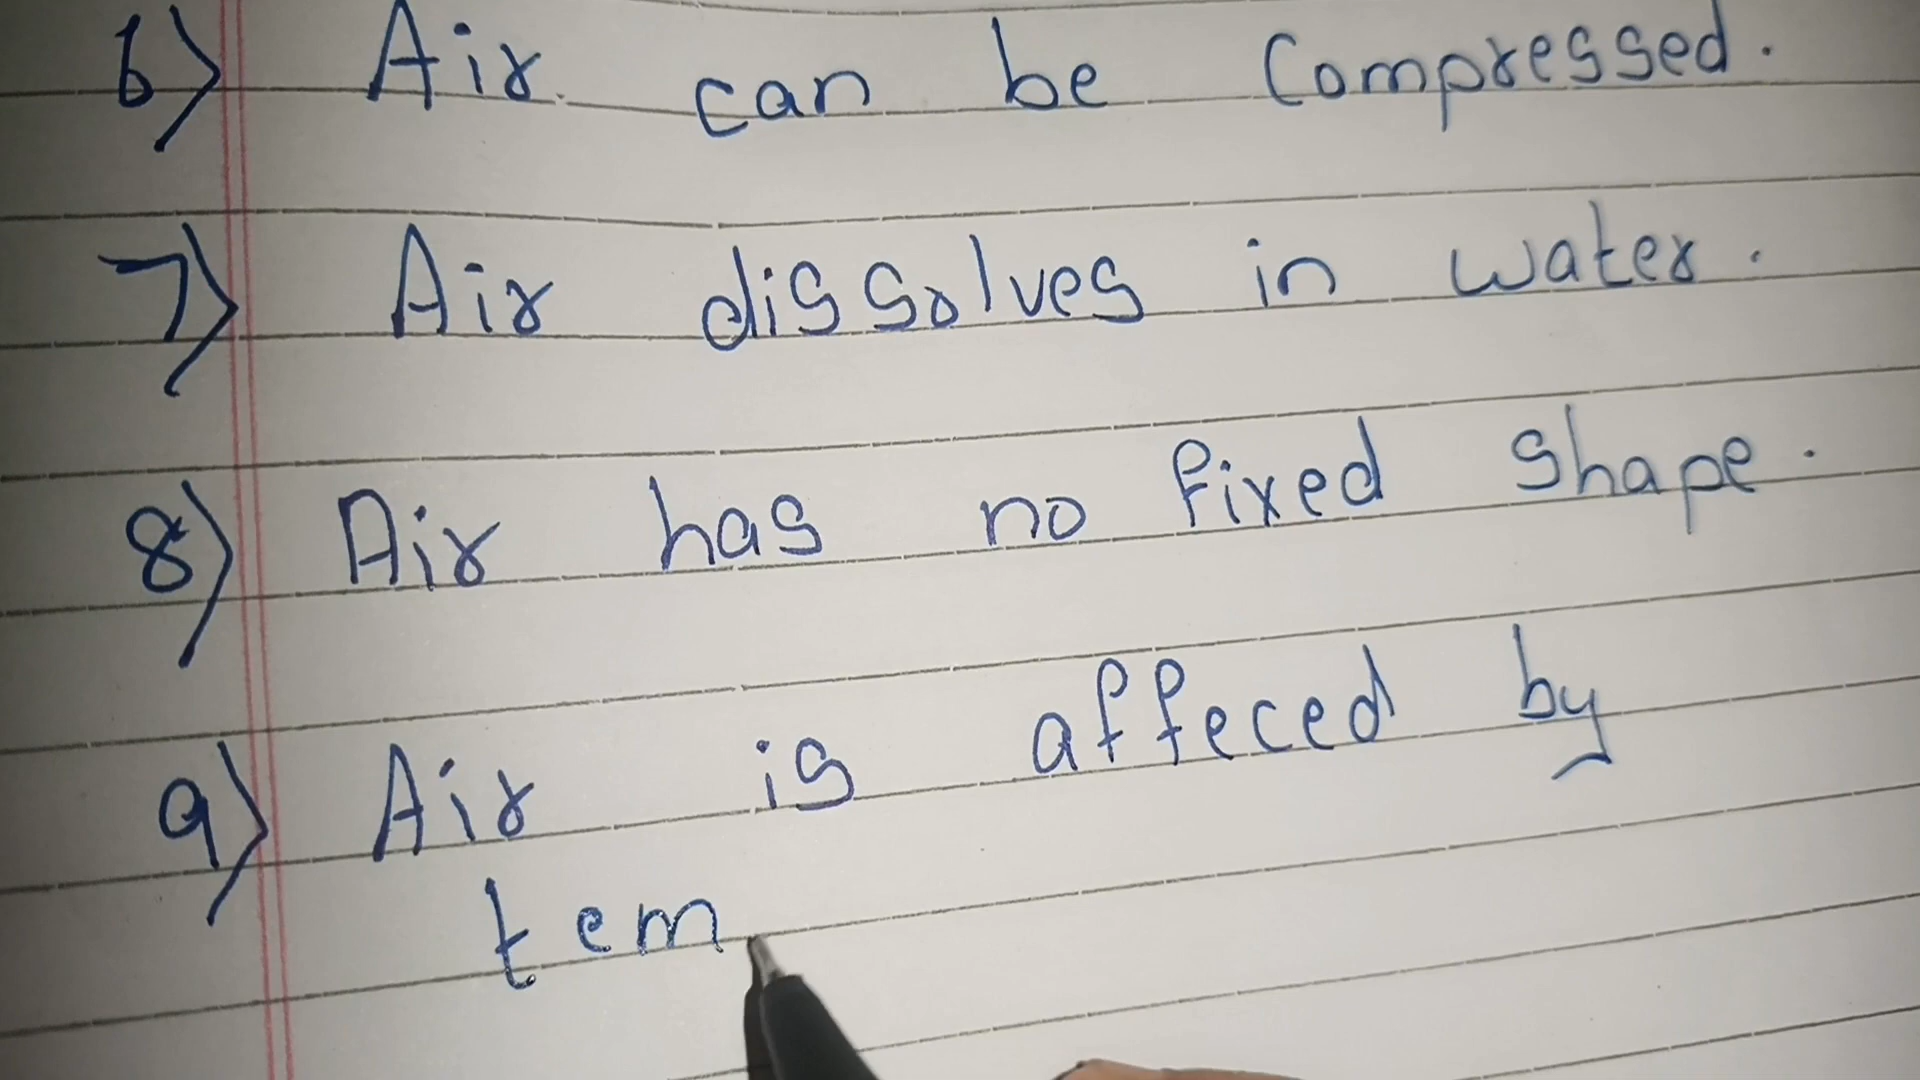 6) Air can be Compressed.
7) Air dissolves in water.
8) Air has no fixed shape.
9) Air is affeced by
tem